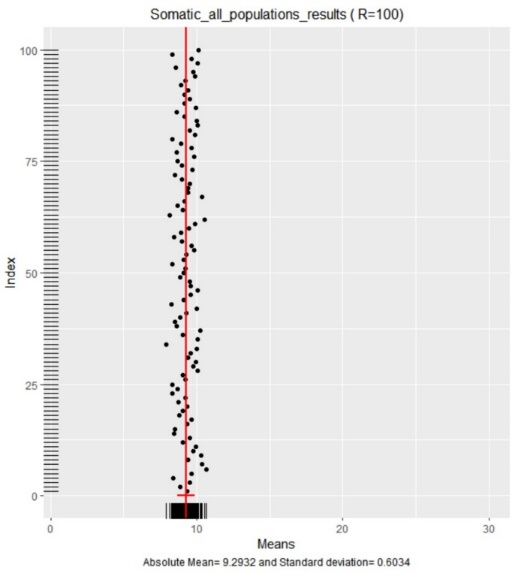 Somatic_all_populations_results ( R=100)
100
75
50
25
0
Index
0 10 20 30
Means
Absolute Mean= 9.2932 and Standard deviation= 0.6034